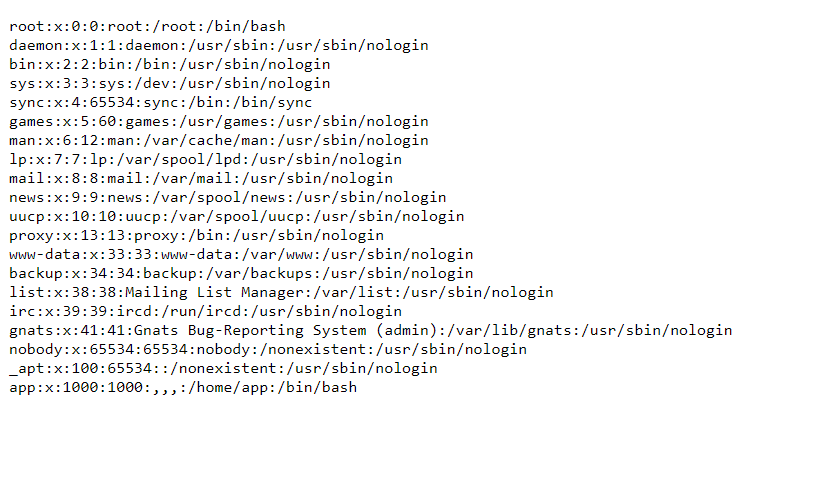 root:x:0:0:root:/root:/bin/bash
daemon:x:1:1:daemon:/usr/sbin:/usr/sbin/nologin
bin:x:2:2:bin:/bin:/usr/sbin/nologin
sys:x:3:3:sys:/dev:/usr/sbin/nologin
sync:x:4:65534:sync:/bin:/bin/sync
games:x:5:60:games:/usr/games:/usr/sbin/nologin
man:x:6:12:man:/var/cache/man:/usr/sbin/nologin
lp:x:7:7:lp:/var/spool/lpd:/usr/sbin/nologin
mail:x:8:8:mail:/var/mail:/usr/sbin/nologin
news:x:9:9:news:/var/spool/news:/usr/sbin/nologin
uucp:x:10:10:uucp:/var/spool/uucp:/usr/sbin/nologin
proxy:x:13:13:proxy:/bin:/usr/sbin/nologin
www-data:x:33:33:www-data:/var/www:/usr/sbin/nologin
backup:x:34:34:backup:/var/backups:/usr/sbin/nologin
list:x:38:38:Mailing List Manager:/var/list:/usr/sbin/nologin
irc:x:39:39:ircd:/run/ircd:/usr/sbin/nologin
gnats:x:41:41:Gnats Bug-Reporting System (admin):/var/lib/gnats:/usr/sbin/nologin
nobody:x:65534:65534:nobody:/nonexistent:/usr/sbin/nologin
_apt:x:100:65534::/nonexistent:/usr/sbin/nologin
app:x:1000:1000:,,,:/home/app:/bin/bash